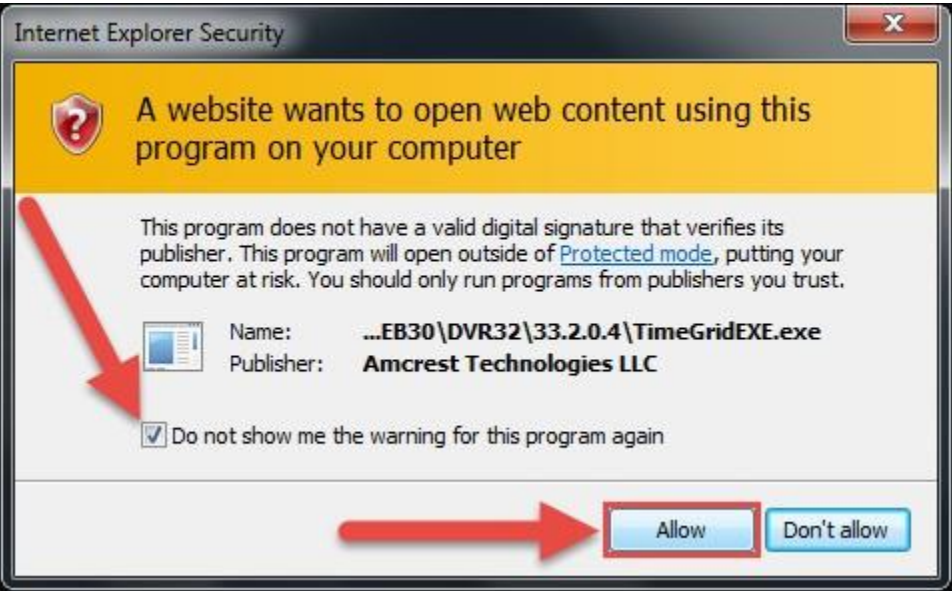 Internet Explorer Security
A website wants to open web content using this
program on your computer
This program does not have a valid digital signature that verifies its
publisher. This program will open outside of Protected mode, putting your
computer at risk. You should only run programs from publishers you trust.
Name: ...EB30\DVR32\33.2.0.4\TimeGridEXE.exe
Publisher: Amcrest Technologies LLC
Do not show me the warning for this program again
Allow Don't allow